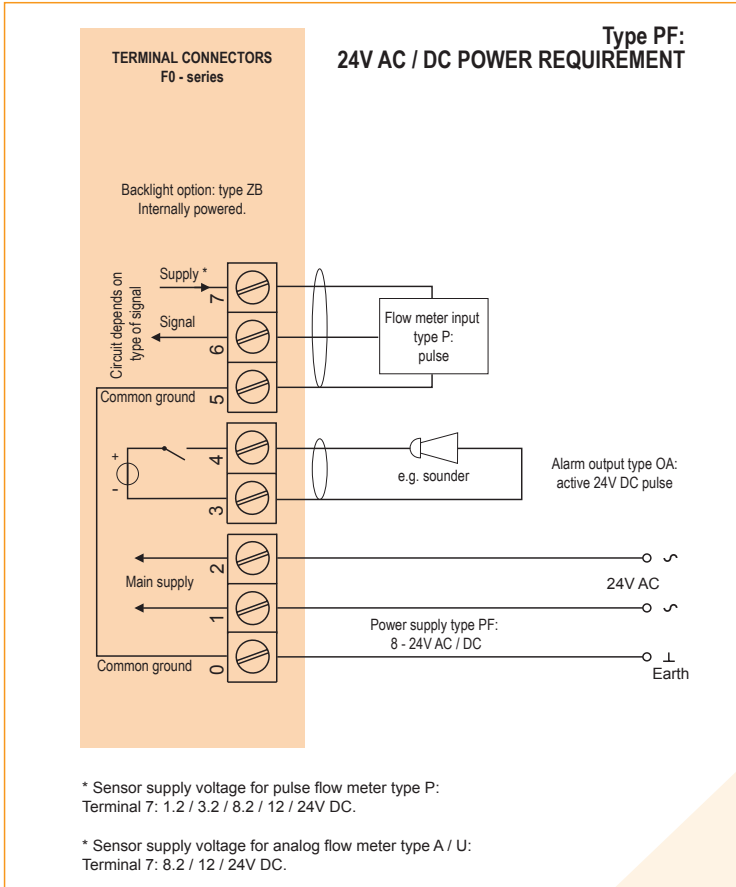 Type PF:
24V AC / DC POWER REQUIREMENT
TERMINAL CONNECTORS
F0 - series
Backlight option: type ZB
Internally powered.
Circuit depends on
type of signal
Supply *
7
Signal
6
Common ground
5
Flow meter input
type P:
pulse
+
-
4
3
e.g. sounder
Alarm output type OA:
active 24V DC pulse
2
Main supply
1
24V AC
Power supply type PF:
8 - 24V AC / DC
Common ground
0
Earth
* Sensor supply voltage for pulse flow meter type P:
Terminal 7: 1.2 / 3.2 / 8.2 / 12 / 24V DC.
* Sensor supply voltage for analog flow meter type A / U:
Terminal 7: 8.2 / 12 / 24V DC.